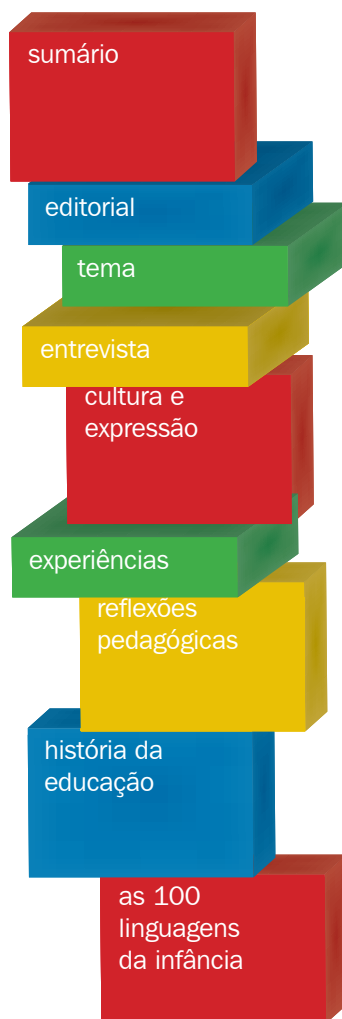 sumário
editorial
tema
entrevista
cultura e
expressão
experiências
reflexões
pedagógicas
história da
educação
as 100
linguagens
da infância